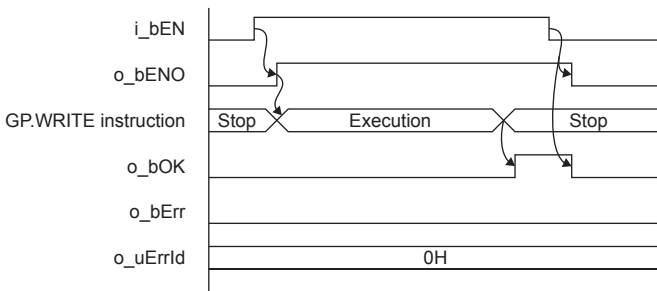 i_bEN
o_bENO
GP.WRITE instruction Stop Execution Stop
o_bOK
o_bErr
o_uErrId 0H